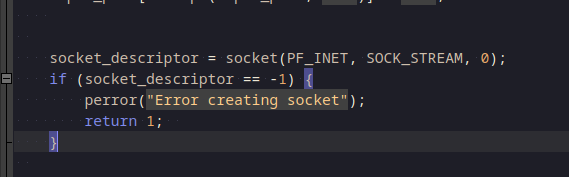 socket_descriptor = socket(PF_INET, SOCK_STREAM, 0);
if (socket_descriptor == -1) {
perror("Error creating socket");
return 1;
}